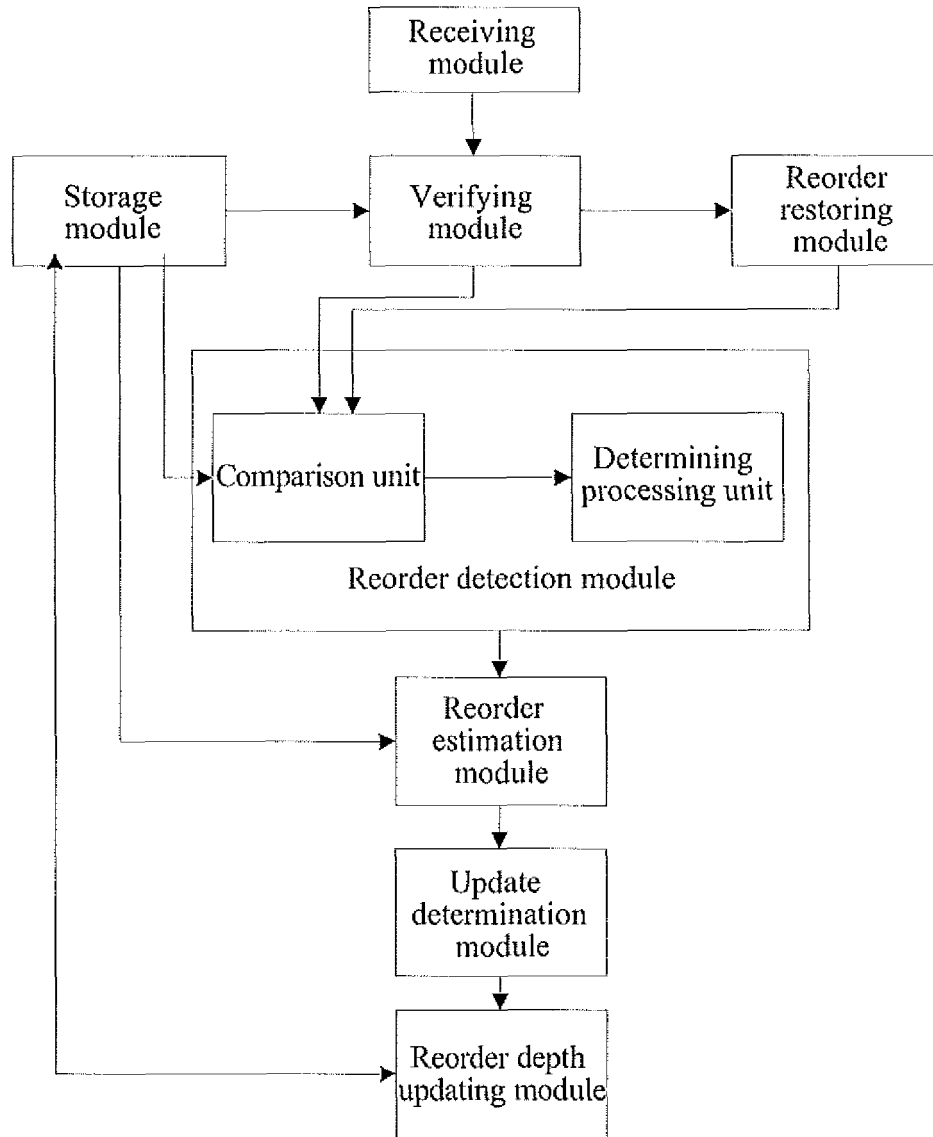 Receiving
module
Storage
module
Verifying
module
Reorder
restoring
module
Comparison unit
Determining
processing unit
Reorder detection module
Reorder
estimation
module
Update
determination
module
Reorder depth
updating module